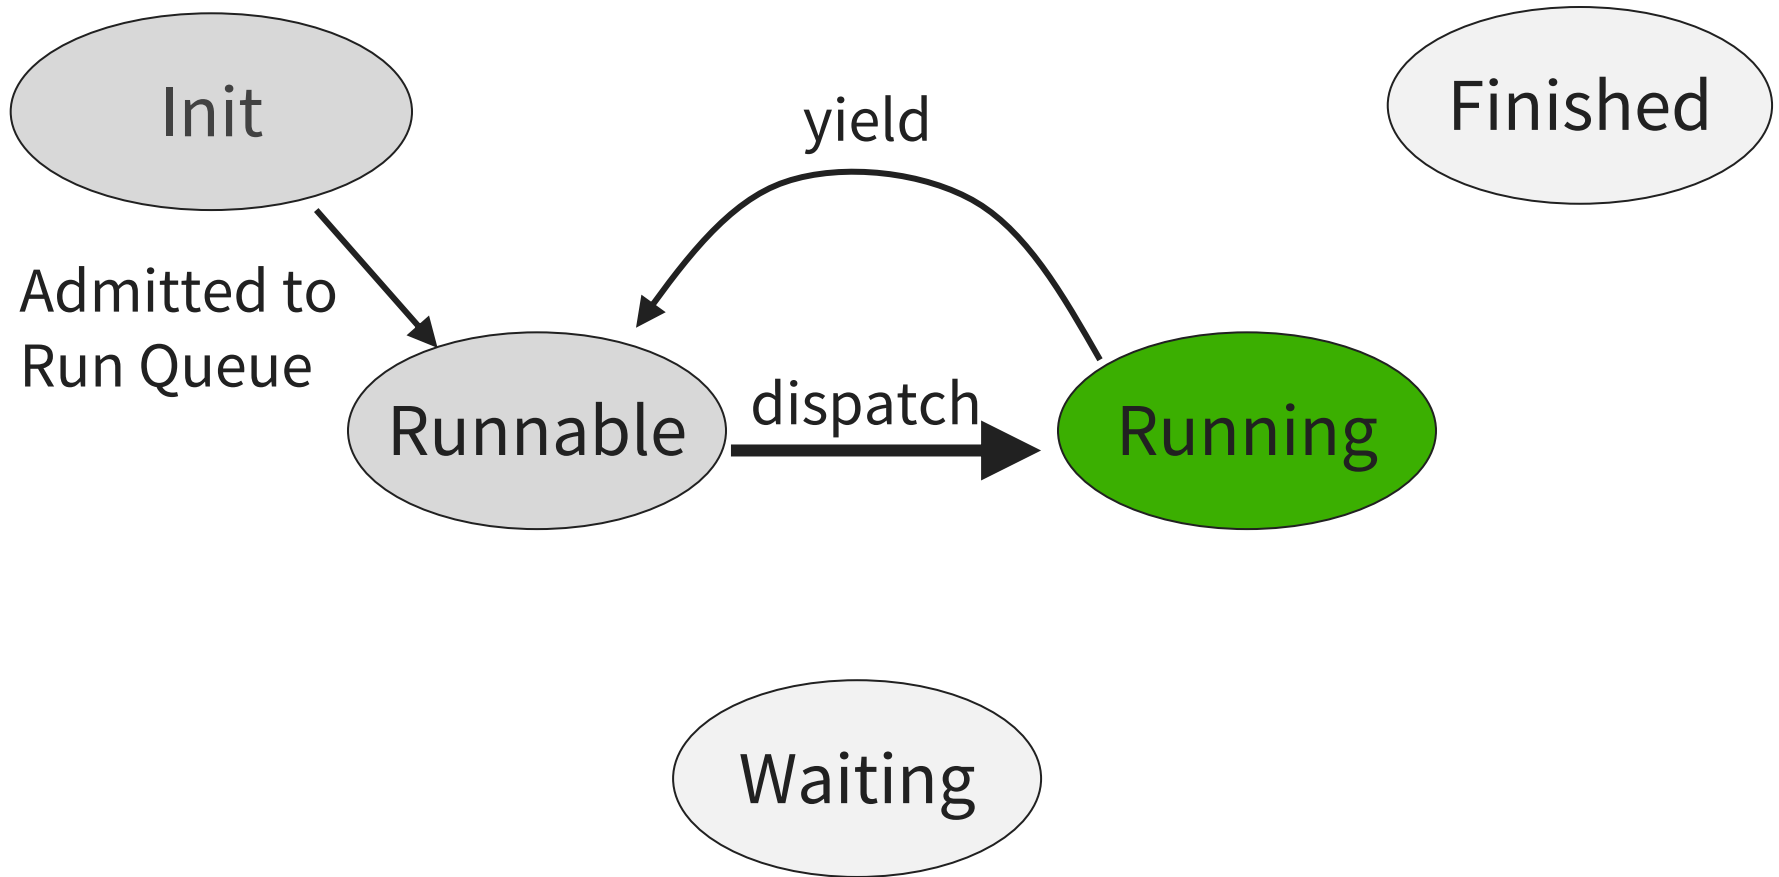 Init
Finished
yield
Admitted to
Run Queue
dispatch
Runnable
Running
Waiting